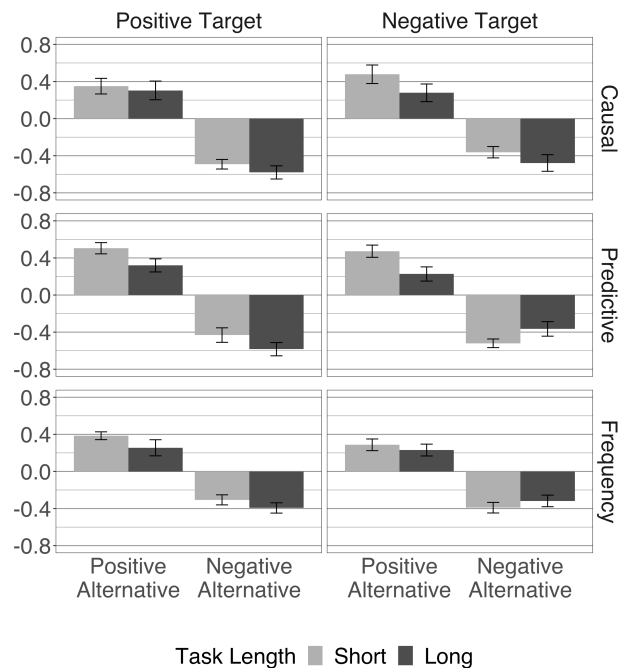 Positive Target
Negative Target
0.8
0.4
0.0
-0.4
-0.8
Causal
0.8
0.4
0.0
-0.4
-0.8
Predictive
0.8
0.4
0.0
-0.4
-0.8
Frequency
Positive Alternative
Negative Alternative
Positive Alternative
Negative Alternative
Task Length Short Long